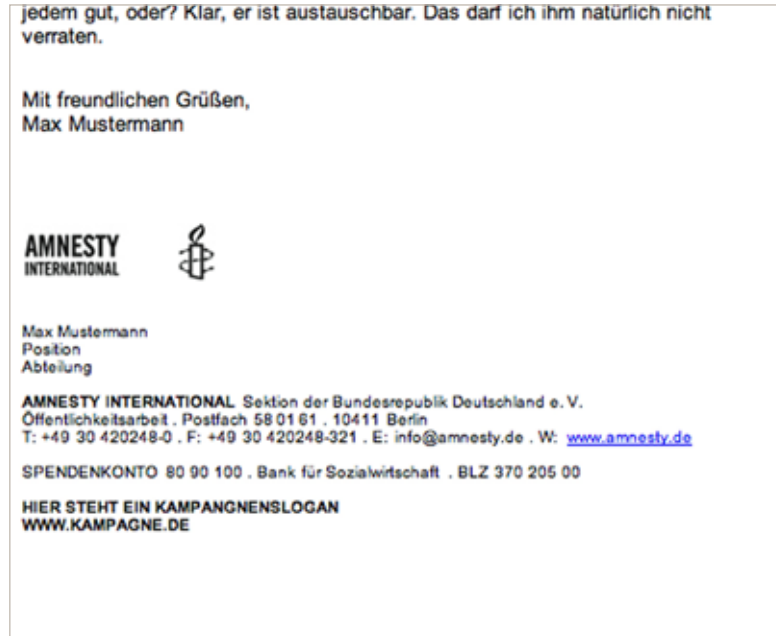 jedem gut, oder? Klar, er ist austauschbar. Das darf ich ihm natürlich nicht
verraten.
Mit freundlichen Grüßen,
Max Mustermann
AMNESTY
INTERNATIONAL
Max Mustermann
Position
Abteilung
AMNESTY INTERNATIONAL Sektion der Bundesrepublik Deutschland e. V.
Öffentlichkeitsarbeit . Postfach 58 01 61 . 10411 Berlin
T: +49 30 420248-0 . F: +49 30 420248-321 . E: info@amnesty.de . W: www.amnesty.de
SPENDENKONTO 80 90 100 . Bank für Sozialwirtschaft . BLZ 370 205 00
HIER STEHT EIN KAMPANGNENSLOGAN
WWW.KAMPAGNE.DE